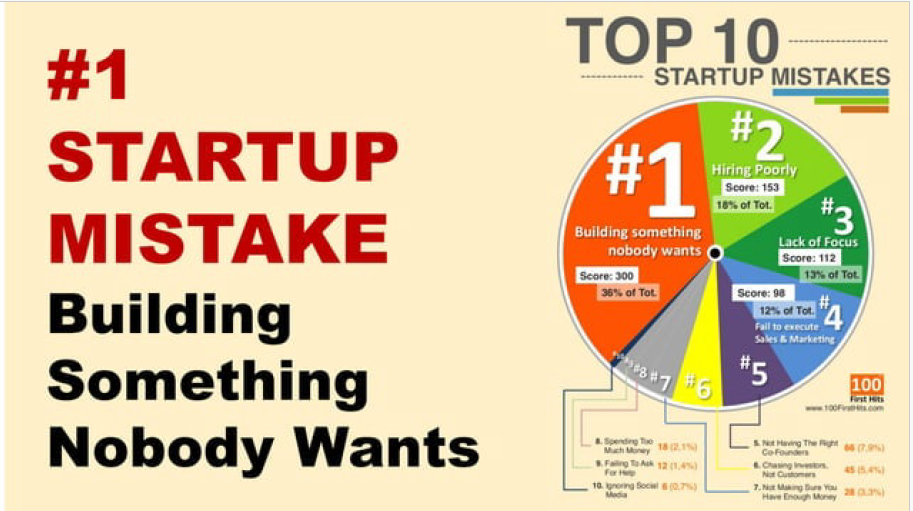 #1
STARTUP
MISTAKE
Building
Something
Nobody Wants
TOP 10
STARTUP MISTAKES
#1
Building something
nobody wants
Score: 300
36% of Tot.
#2
Hiring Poorly
Score: 153
18% of Tot.
#3
Lack of Focus
Score: 112
13% of Tot.
Score: 98
12% of Tot.
#4
Fail to execute
Sales & Marketing
#5
#6
#7
#8
100
First Hits
www.100FirstHits.com
8. Spending Too
Much Money 18 (2,1%)
9. Failing To Ask
For Help 12 (1,4%)
10. Ignoring Social
Media 6 (0,7%)
5. Not Having The Right
Co-Founders 66 (7,9%)
6. Chasing Investors,
Not Customers 45 (5,4%)
7. Not Making Sure You
Have Enough Money 28 (3,3%)